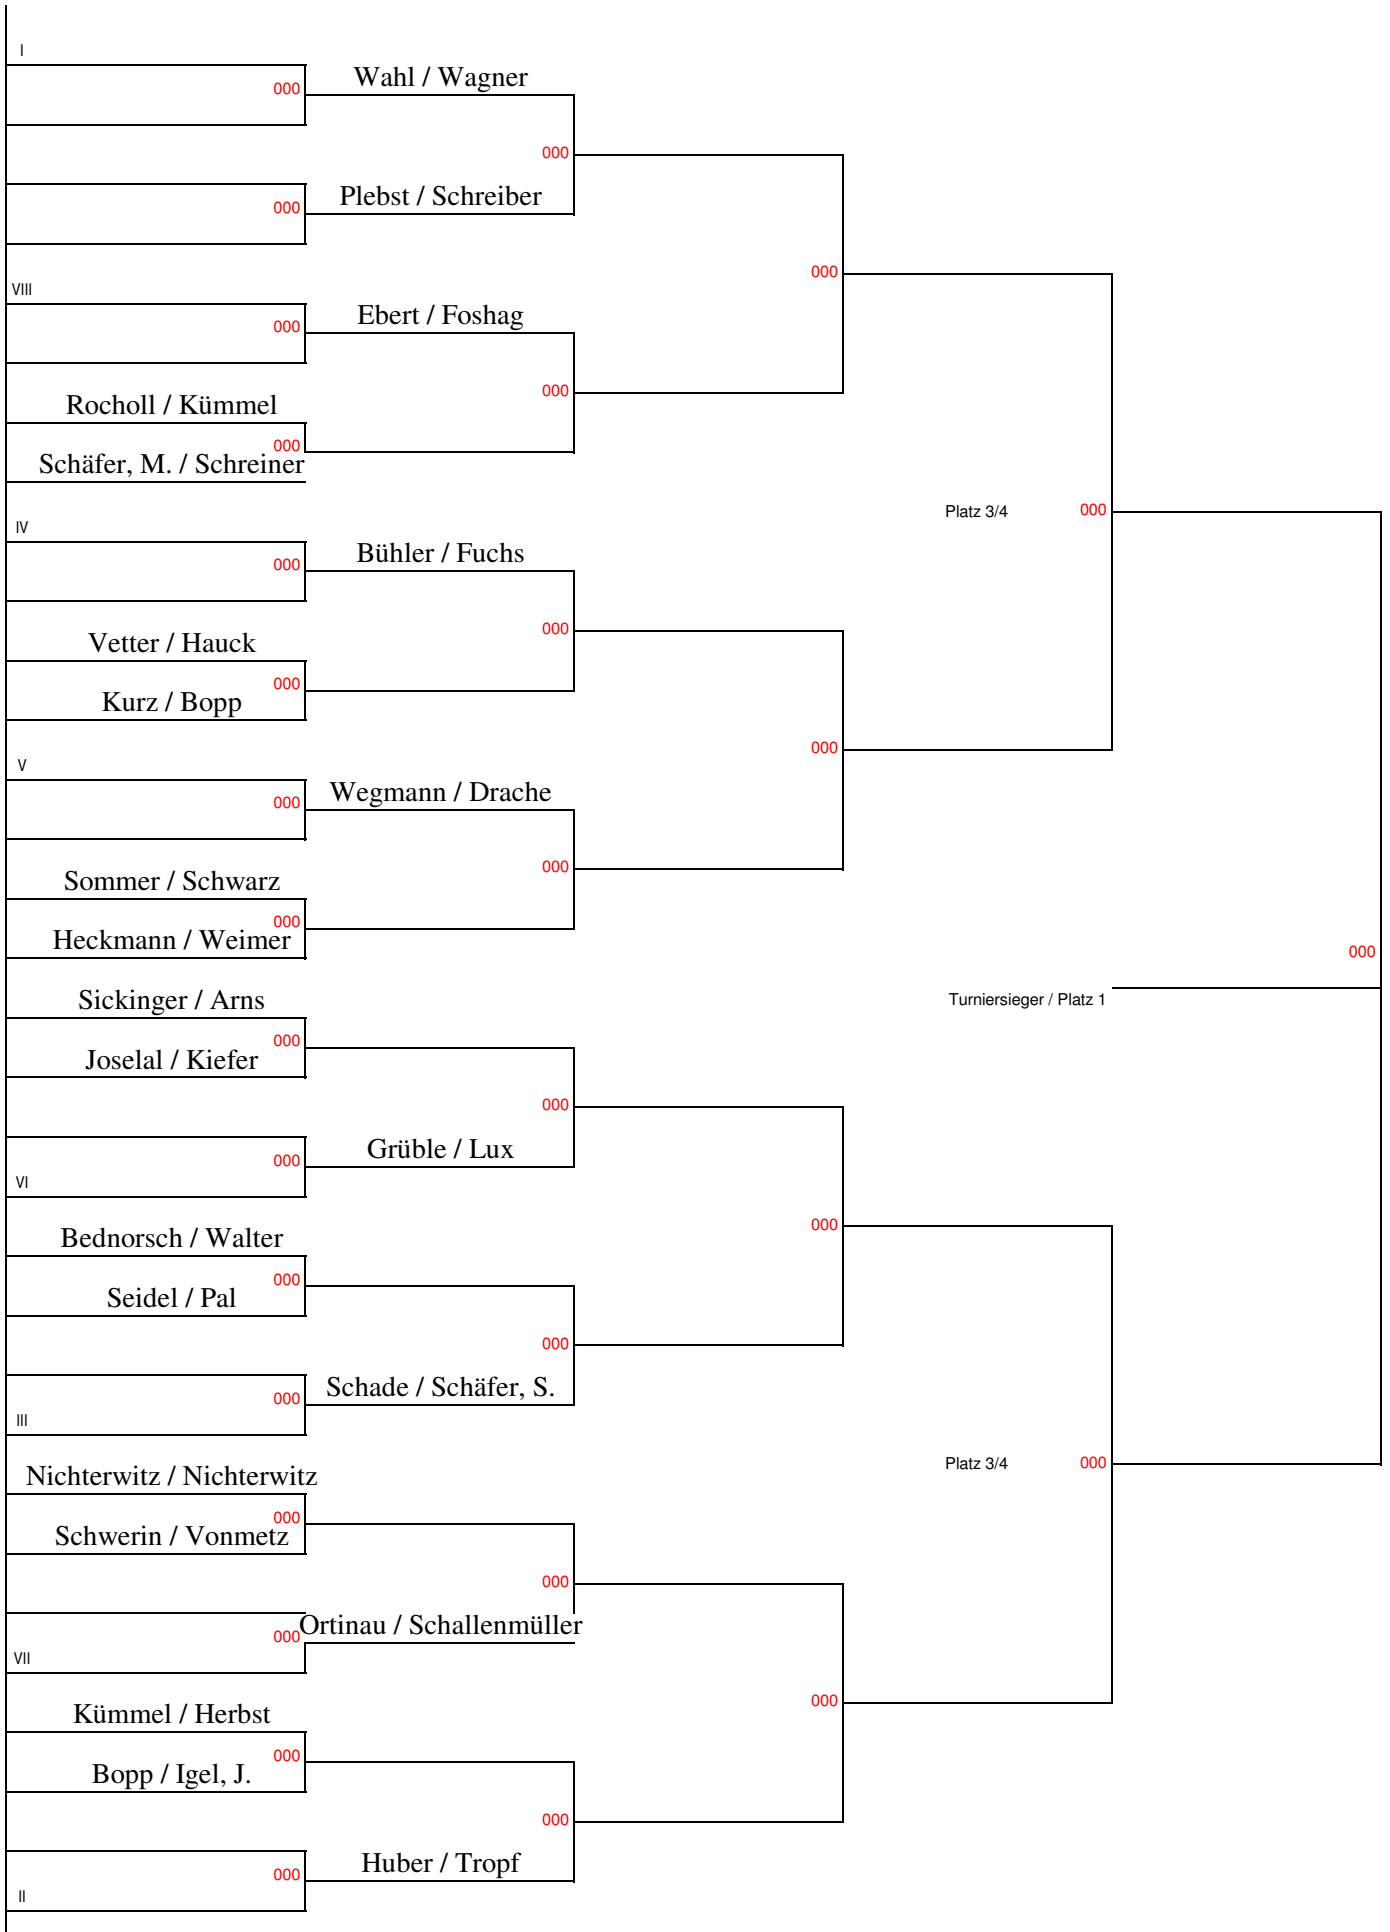 I
Wahl / Wagner
000
000
Plebst / Schreiber
000
000
VIII
Ebert / Foshag
000
000
Rocholl / Kümmel
000
Schäfer, M. / Schreiner
Platz 3/4
000
IV
Bühler / Fuchs
000
000
Vetter / Hauck
000
Kurz / Bopp
000
V
Wegmann / Drache
000
000
Sommer / Schwarz
000
Heckmann / Weimer
000
Sickinger / Arns
Turniersieger / Platz 1
000
Joselal / Kiefer
000
Grüble / Lux
000
VI
000
Bednorsch / Walter
000
Seidel / Pal
000
Schade / Schäfer, S.
000
III
Platz 3/4
000
Nichterwitz / Nichterwitz
000
Schwerin / Vonmetz
000
Ortinau / Schallenmüller
000
VII
000
Kümmel / Herbst
000
Bopp / Igel, J.
000
Huber / Tropf
000
II